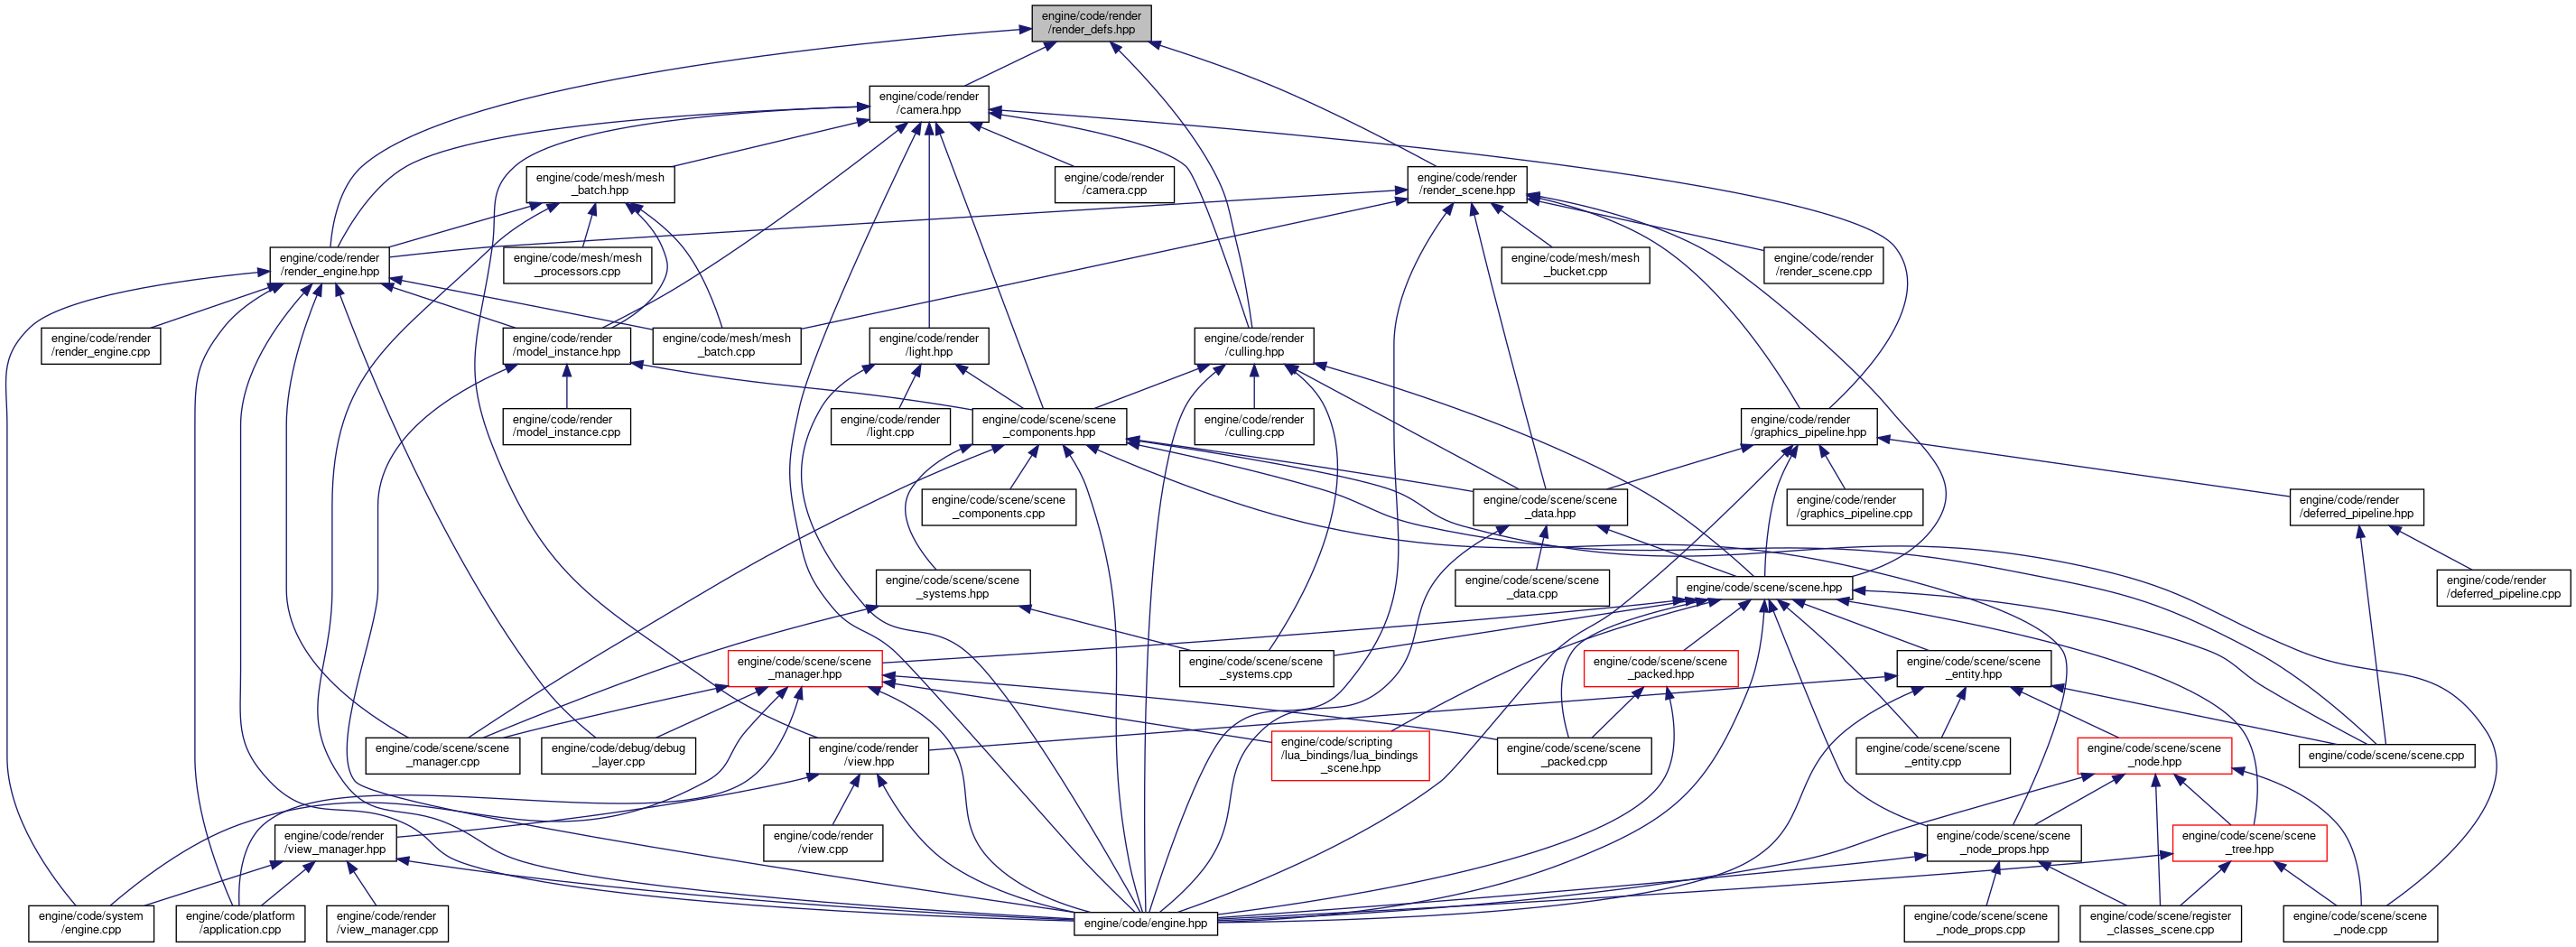 engine/code/render
/render_defs.hpp
engine/code/render
/camera.hpp
engine/code/mesh/mesh
_batch.hpp
engine/code/render
/camera.cpp
engine/code/render
/render_scene.hpp
engine/code/render
/render_engine.hpp
engine/code/mesh/mesh
_processors.cpp
engine/code/mesh/mesh
_bucket.cpp
engine/code/render
/render_scene.cpp
engine/code/render
/render_engine.cpp
engine/code/render
/model_instance.hpp
engine/code/mesh/mesh
_batch.cpp
engine/code/render
/light.hpp
engine/code/render
/culling.hpp
engine/code/render
/model_instance.cpp
engine/code/render
/light.cpp
engine/code/scene/scene
_components.hpp
engine/code/render
/culling.cpp
engine/code/render
/graphics_pipeline.hpp
engine/code/scene/scene
_components.cpp
engine/code/scene/scene
_data.hpp
engine/code/render
/graphics_pipeline.cpp
engine/code/render
/deferred_pipeline.hpp
engine/code/scene/scene
_systems.hpp
engine/code/scene/scene
_data.cpp
engine/code/scene/scene.hpp
engine/code/render
/deferred_pipeline.cpp
engine/code/scene/scene
_manager.hpp
engine/code/scene/scene
_systems.cpp
engine/code/scene/scene
_packed.hpp
engine/code/scene/scene
_entity.hpp
engine/code/scene/scene
_manager.cpp
engine/code/debug/debug
_layer.cpp
engine/code/render
/view.hpp
engine/code/scripting
/lua_bindings/lua_bindings
_scene.hpp
engine/code/scene/scene
_packed.cpp
engine/code/scene/scene
_entity.cpp
engine/code/scene/scene
_node.hpp
engine/code/scene/scene.cpp
engine/code/render
/view_manager.hpp
engine/code/render
/view.cpp
engine/code/scene/scene
_node_props.hpp
engine/code/scene/scene
_tree.hpp
engine/code/system
/engine.cpp
engine/code/platform
/application.cpp
engine/code/render
/view_manager.cpp
engine/code/engine.hpp
engine/code/scene/scene
_node_props.cpp
engine/code/scene/register
_classes_scene.cpp
engine/code/scene/scene
_node.cpp